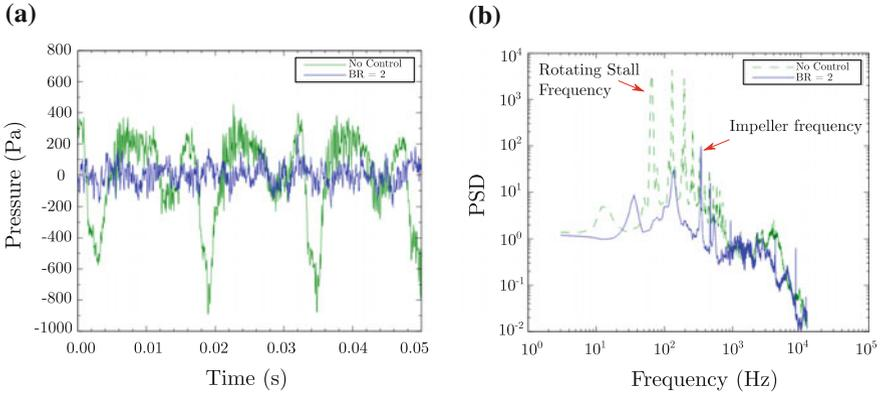 (a)
800
600
400
200
0
-200
-400
-600
-800
-1000
0.00 0.01 0.02 0.03 0.04 0.05
Pressure (Pa)
Time (s)
No Control
BR = 2
(b)
10^4
10^3
10^2
10^1
10^0
10^-1
10^-2
10^0 10^1 10^2 10^3 10^4 10^5
PSD
Frequency (Hz)
No Control
BR = 2
Rotating Stall
Frequency
Impeller frequency